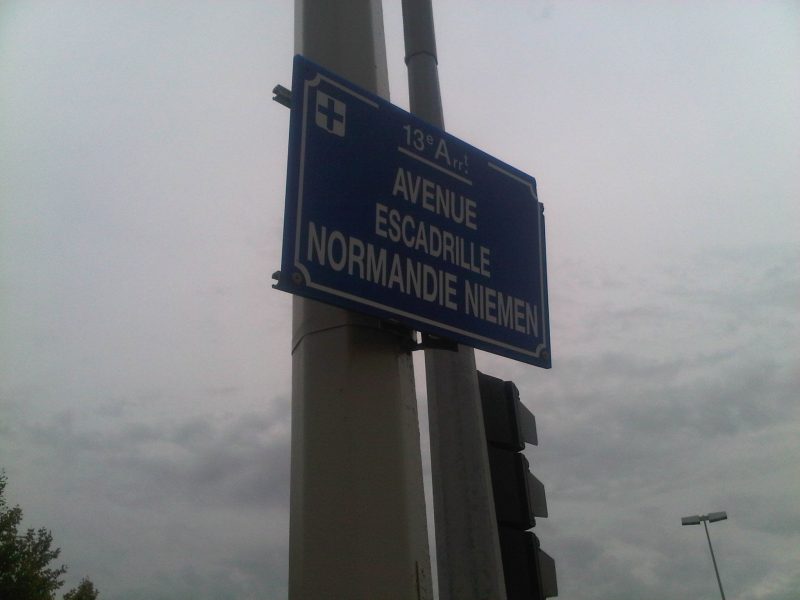 13e Arrt.
AVENUE
ESCADRILLE
NORMANDIE NIEMEN